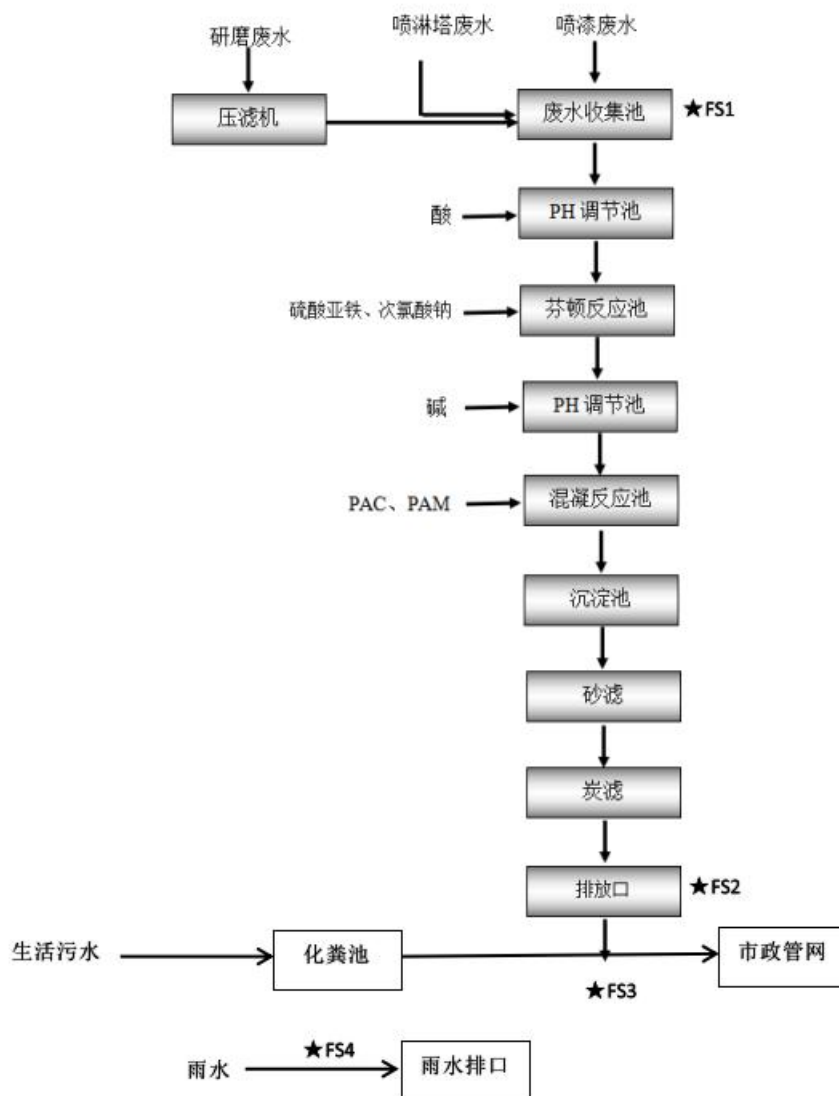 研磨废水
喷淋塔废水
喷漆废水
压滤机
废水收集池
★FS1
酸
PH 调节池
硫酸亚铁、次氯酸钠
芬顿反应池
碱
PH 调节池
PAC、PAM
混凝反应池
沉淀池
砂滤
炭滤
排放口
★FS2
生活污水
化粪池
市政管网
★FS3
雨水
★FS4
雨水排口